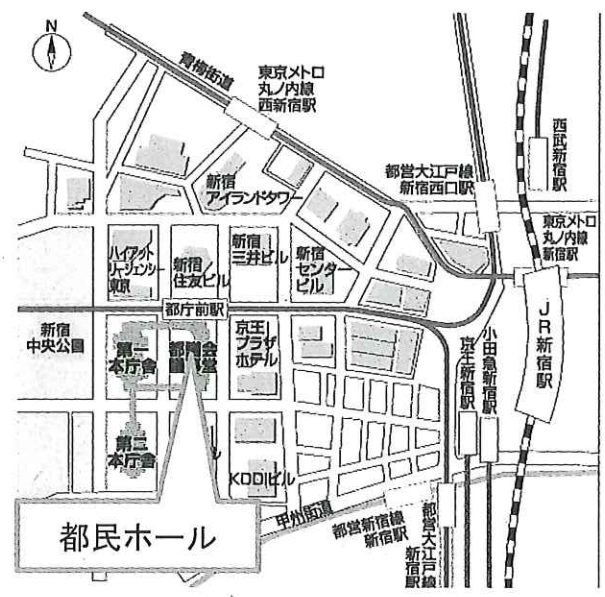 N
青梅街道
東京メトロ
丸ノ内線
西新宿駅
西武新宿駅
都営大江戸線
新宿西口駅
新宿
アイランドタワー
東京メトロ
丸ノ内線
新宿駅
ハイアット
リージェンシー
東京
新宿
住友ビル
新宿
三井ビル
新宿
センター
ビル
都庁前駅
JR新宿駅
小田急新宿駅
京王新宿駅
新宿
中央公園
第一
本庁舎
京王
プラザ
ホテル
第二
本庁舎
ル
KDDIビル
甲州街道
都営新宿線
新宿駅
都営大江戸線
新宿駅
都民ホール